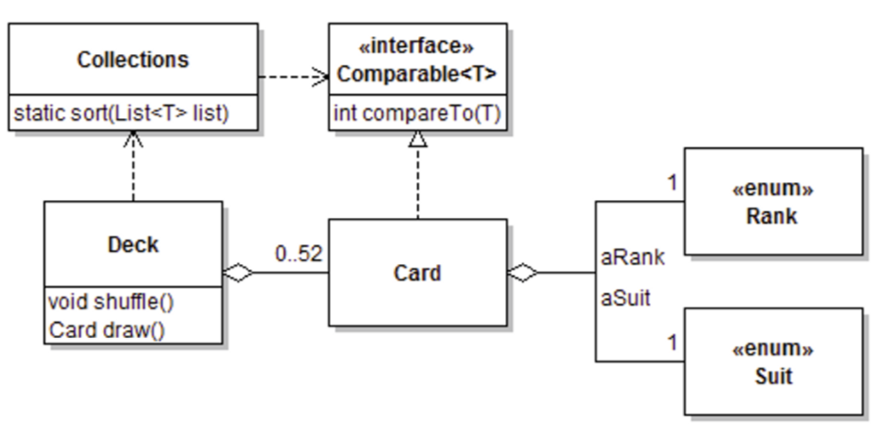 Collections
static sort(List<T> list)
«interface»
Comparable<T>
int compareTo(T)
Deck
void shuffle()
Card draw()
0..52
Card
aRank
aSuit
1
«enum»
Rank
1
«enum»
Suit